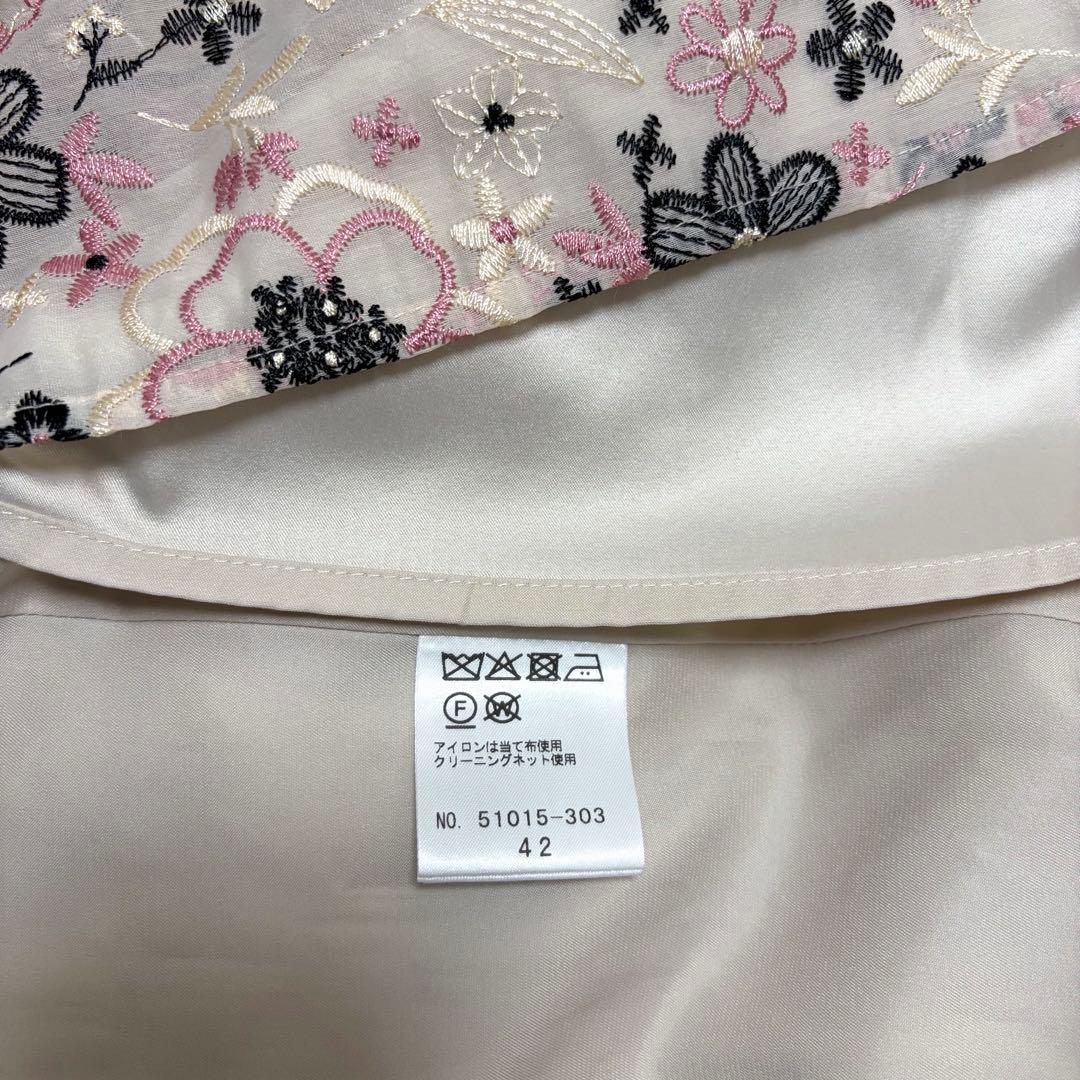 F W
アイロンは当て布使用
クリーニングネット使用
NO. 51015-303
42